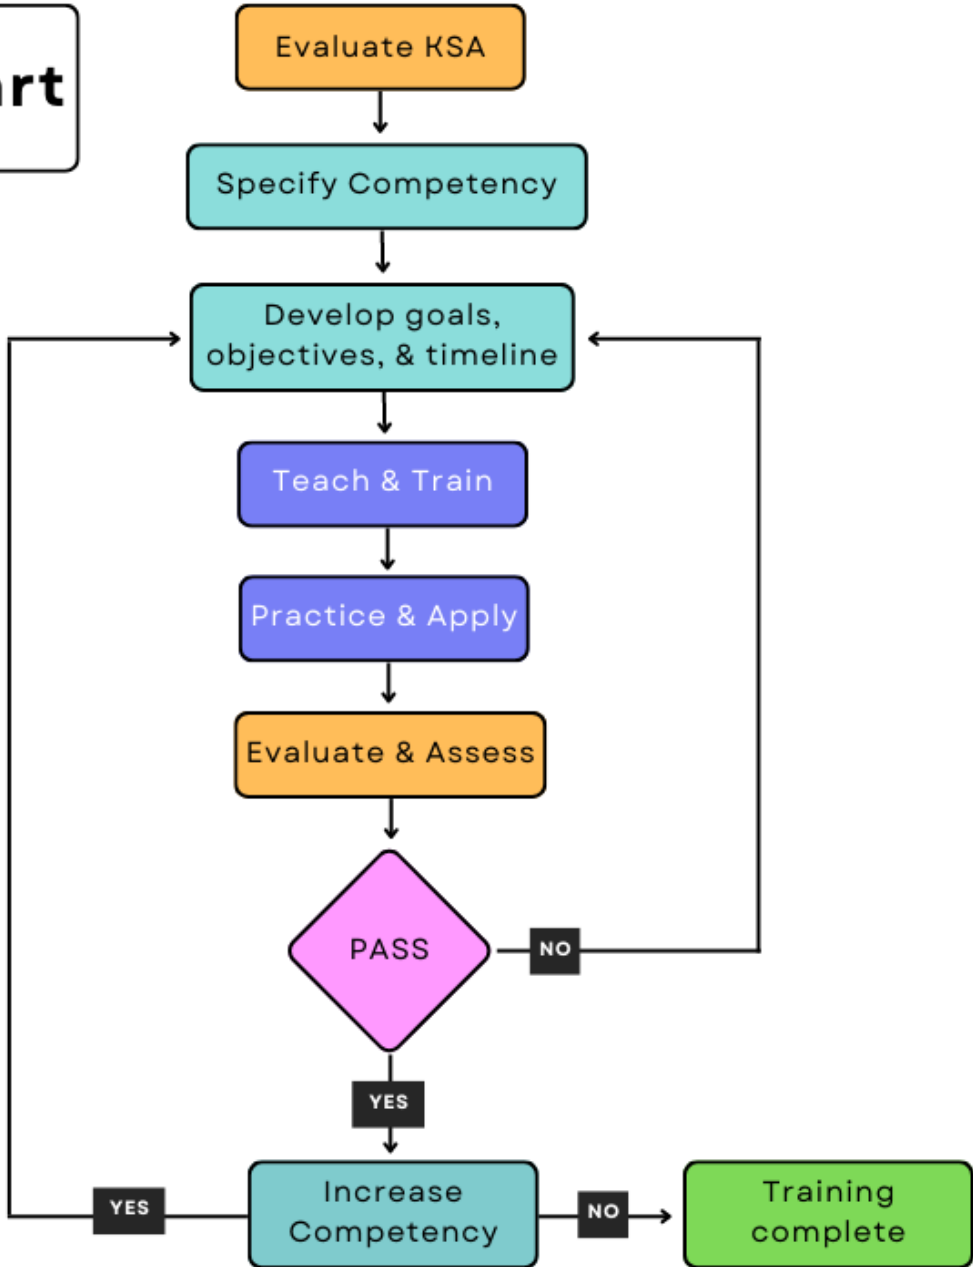 art
Evaluate KSA
Specify Competency
Develop goals,
objectives, & timeline
Teach & Train
Practice & Apply
Evaluate & Assess
PASS
NO
YES
YES
Increase
Competency
NO
Training
complete